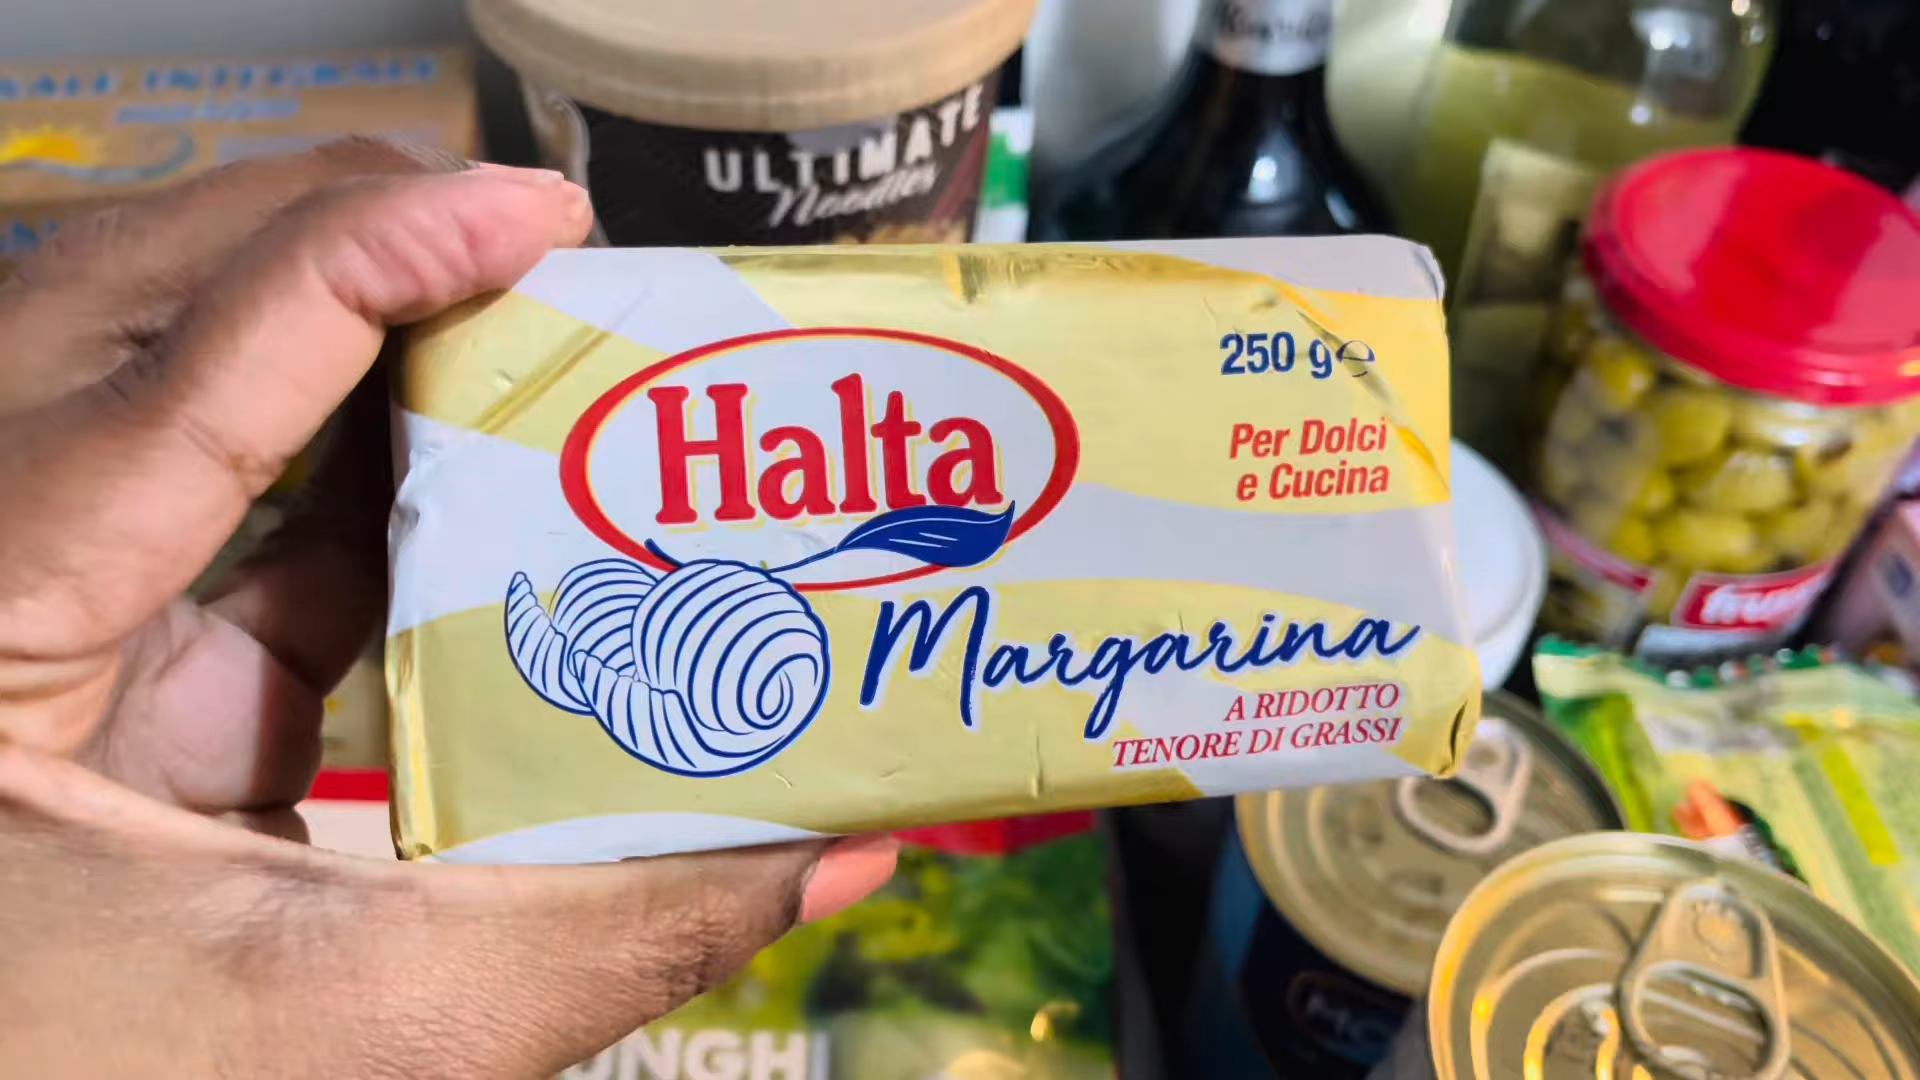 ULTIMATE
Noodles
Halta
250 g e
Per Dolci
e Cucina
Margarina
A RIDOTTO
TENORE DI GRASSI